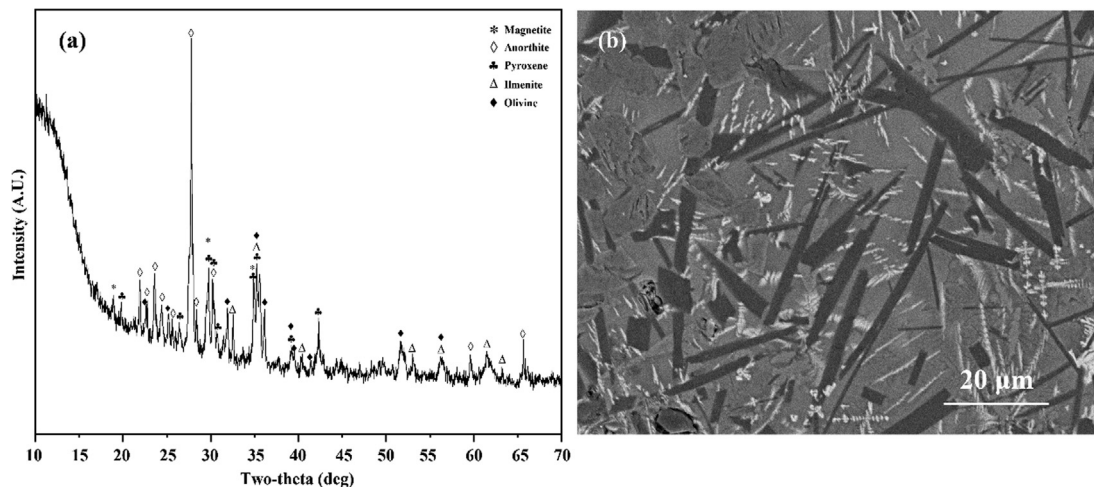 (a)
* Magnetite
◊ Anorthite
♣ Pyroxene
Δ Ilmenite
♦ Olivine
Intensity (A.U.)
10 15 20 25 30 35 40 45 50 55 60 65 70
Two-theta (deg)
(b)
20 μm